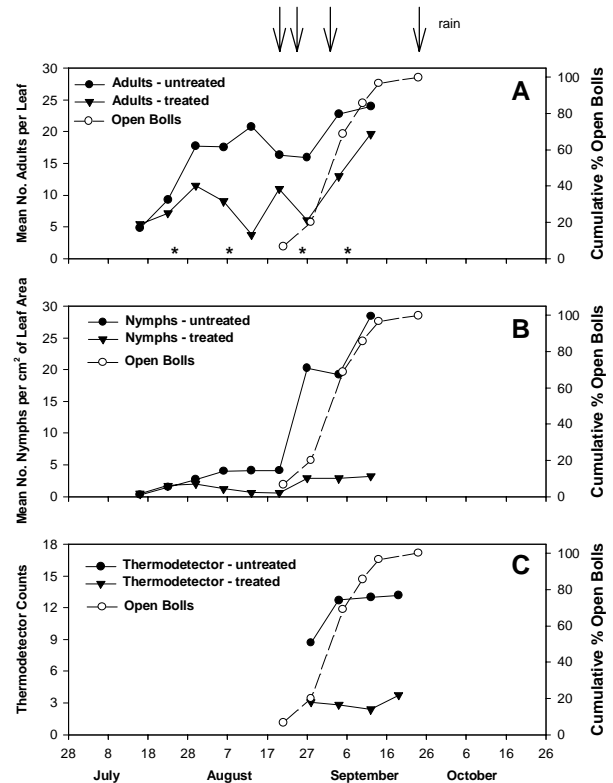 rain
A
Adults - untreated
Adults - treated
Open Bolls
Mean No. Adults per Leaf
Cumulative % Open Bolls
30
25
20
15
10
5
0
100
80
60
40
20
0
* * * *
B
Nymphs - untreated
Nymphs - treated
Open Bolls
Mean No. Nymphs per cm² of Leaf Area
Cumulative % Open Bolls
30
25
20
15
10
5
0
100
80
60
40
20
0
C
Thermodetector - untreated
Thermodetector - treated
Open Bolls
Thermodetector Counts
Cumulative % Open Bolls
18
15
12
9
6
3
0
100
80
60
40
20
0
28 8 18 28 7 17 27 6 16 26 6 16 26
July August September October